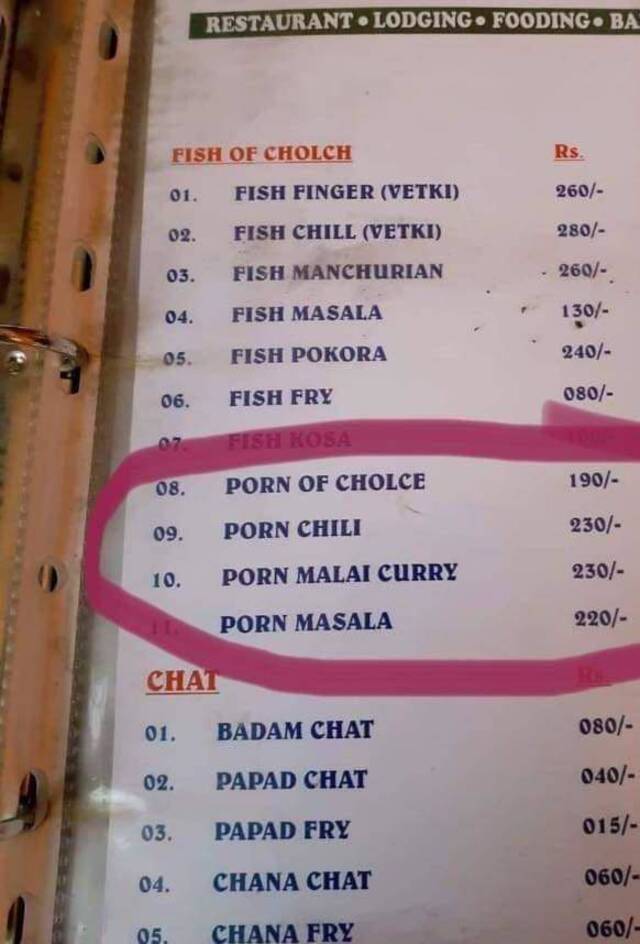 RESTAURANT • LODGING • FOODING • BA
FISH OF CHOLCH Rs.
01. FISH FINGER (VETKI) 260/-
02. FISH CHILL (VETKI) 280/-
03. FISH MANCHURIAN 260/-
04. FISH MASALA 130/-
05. FISH POKORA 240/-
06. FISH FRY 080/-
07. FISH KOSA
08. PORN OF CHOLCE 190/-
09. PORN CHILI 230/-
10. PORN MALAI CURRY 230/-
11. PORN MASALA 220/-
CHAT Rs.
01. BADAM CHAT 080/-
02. PAPAD CHAT 040/-
03. PAPAD FRY 015/-
04. CHANA CHAT 060/-
05. CHANA FRY 060/-